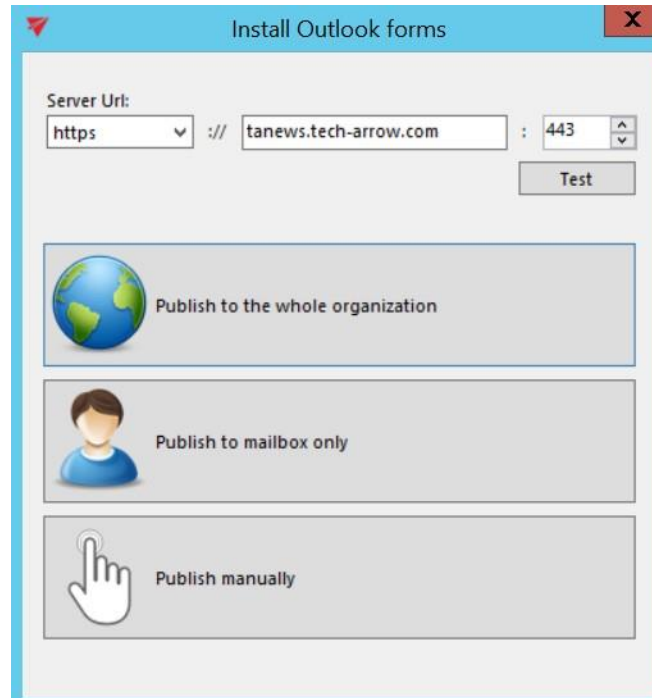 Install Outlook forms
X
Server Url:
https :// tanews.tech-arrow.com : 443
Test
Publish to the whole organization
Publish to mailbox only
Publish manually